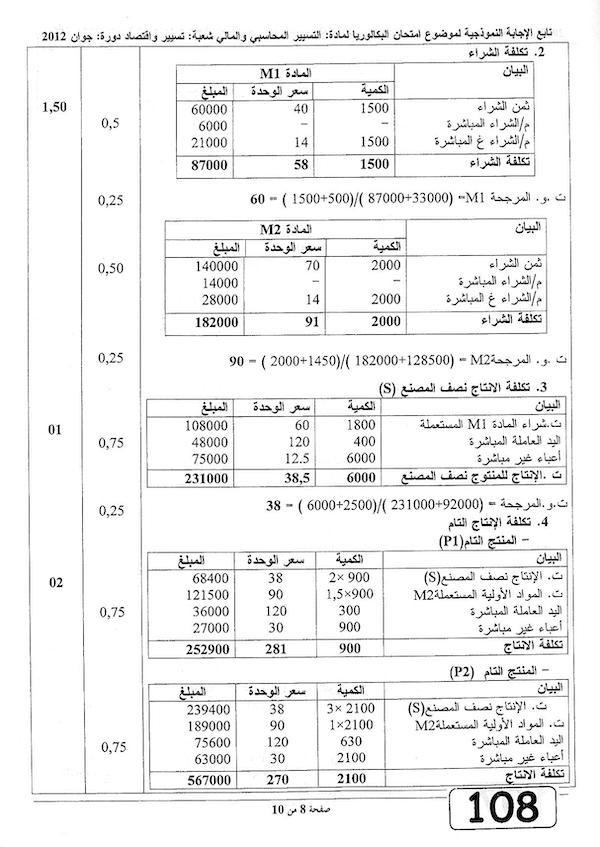 تابع الإجابة النموذجية لموضوع امتحان البكالوريا لمادة: التسيير المحاسبي والمالي شعبة: تسيير واقتصاد دورة: جوان 2012
2. تكلفة الشراء
البيان المادة M1
الكمية سعر الوحدة المبلغ
ثمن الشراء 1500 40 60000
م/الشراء المباشرة – – 6000
م/الشراء غ المباشرة 1500 14 21000
تكلفة الشراء 1500 58 87000
0,5 1,50
ت .و. المرجحة M1= (87000+33000 )/( 1500+500 ) = 60 0,25
البيان المادة M2
الكمية سعر الوحدة المبلغ
ثمن الشراء 2000 70 140000
م/الشراء المباشرة – – 14000
م/الشراء غ المباشرة 2000 14 28000
تكلفة الشراء 2000 91 182000
0,50
ت .و. المرجحةM2 = (182000+128500 )/( 2000+1450 ) = 90 0,25
3. تكلفة الانتاج نصف المصنع (S)
البيان الكمية سعر الوحدة المبلغ
ت.شراء المادة M1 المستعملة 1800 60 108000
اليد العاملة المباشرة 400 120 48000
أعباء غير مباشرة 6000 12.5 75000
ت .الإنتاج للمنتوج نصف المصنع 6000 38,5 231000
0,75 01
ت.و.المرجحة = (231000+92000 )/( 6000+2500 ) = 38 0,25
4. تكلفة الإنتاج التام
– المنتج التام(P1)
البيان الكمية سعر الوحدة المبلغ
ت. الإنتاج نصف المصنع(S) 2× 900 38 68400
ت. المواد الأولية المستعملةM2 1,5×900 90 121500
اليد العاملة المباشرة 300 120 36000
أعباء غير مباشرة 900 30 27000
تكلفة الانتاج 900 281 252900
0,75 02
– المنتج التام (P2)
البيان الكمية سعر الوحدة المبلغ
ت. الإنتاج نصف المصنع(S) 3× 2100 38 239400
ت. المواد الأولية المستعملةM2 1×2100 90 189000
اليد العاملة المباشرة 630 120 75600
أعباء غير مباشرة 2100 30 63000
تكلفة الانتاج 2100 270 567000
0,75
صفحة 8 من 10
108